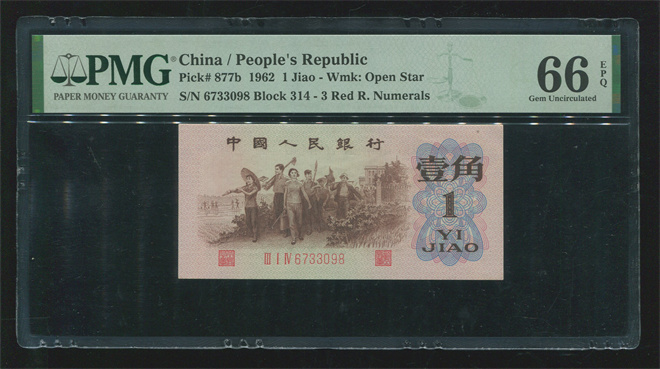 PMG
PAPER MONEY GUARANTY
China / People's Republic
Pick# 877b 1962 1 Jiao - Wmk: Open Star
S/N 6733098 Block 314 - 3 Red R. Numerals
66 EPQ
Gem Uncirculated
中國人民銀行
壹角
1
YI
JIAO
III I IV 6733098